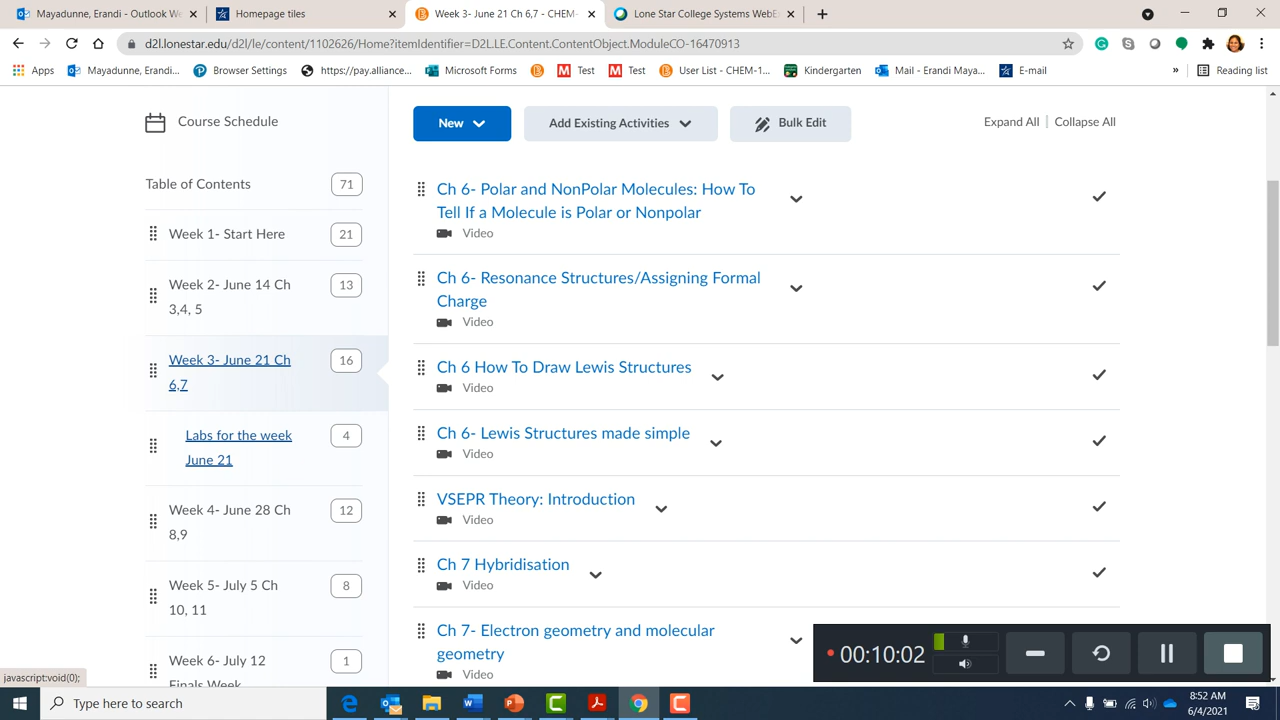 Mayadunne, Erandi - Outlook We
Homepage tiles
Week 3- June 21 Ch 6,7 - CHEM-
Lone Star College Systems WebEx
d2l.lonestar.edu/d2l/le/content/1102626/Home?itemIdentifier=D2L.LE.Content.ContentObject.ModuleCO-16470913
Apps
Mayadunne, Erandi...
Browser Settings
https://pay.alliance...
Microsoft Forms
Test
Test
User List - CHEM-1...
Kindergarten
Mail - Erandi Maya...
E-mail
»
Reading list
Course Schedule
New
Add Existing Activities
Bulk Edit
Expand All
Collapse All
Table of Contents
71
Week 1- Start Here
21
Week 2- June 14 Ch
3,4, 5
13
Week 3- June 21 Ch
6,7
16
Labs for the week
June 21
4
Week 4- June 28 Ch
8,9
12
Week 5- July 5 Ch
10, 11
8
Week 6- July 12
Finals Week
1
Ch 6- Polar and NonPolar Molecules: How To
Tell If a Molecule is Polar or Nonpolar
Video
Ch 6- Resonance Structures/Assigning Formal
Charge
Video
Ch 6 How To Draw Lewis Structures
Video
Ch 6- Lewis Structures made simple
Video
VSEPR Theory: Introduction
Video
Ch 7 Hybridisation
Video
Ch 7- Electron geometry and molecular
geometry
Video
00:10:02
javascript:void(0);
Type here to search
8:52 AM
6/4/2021